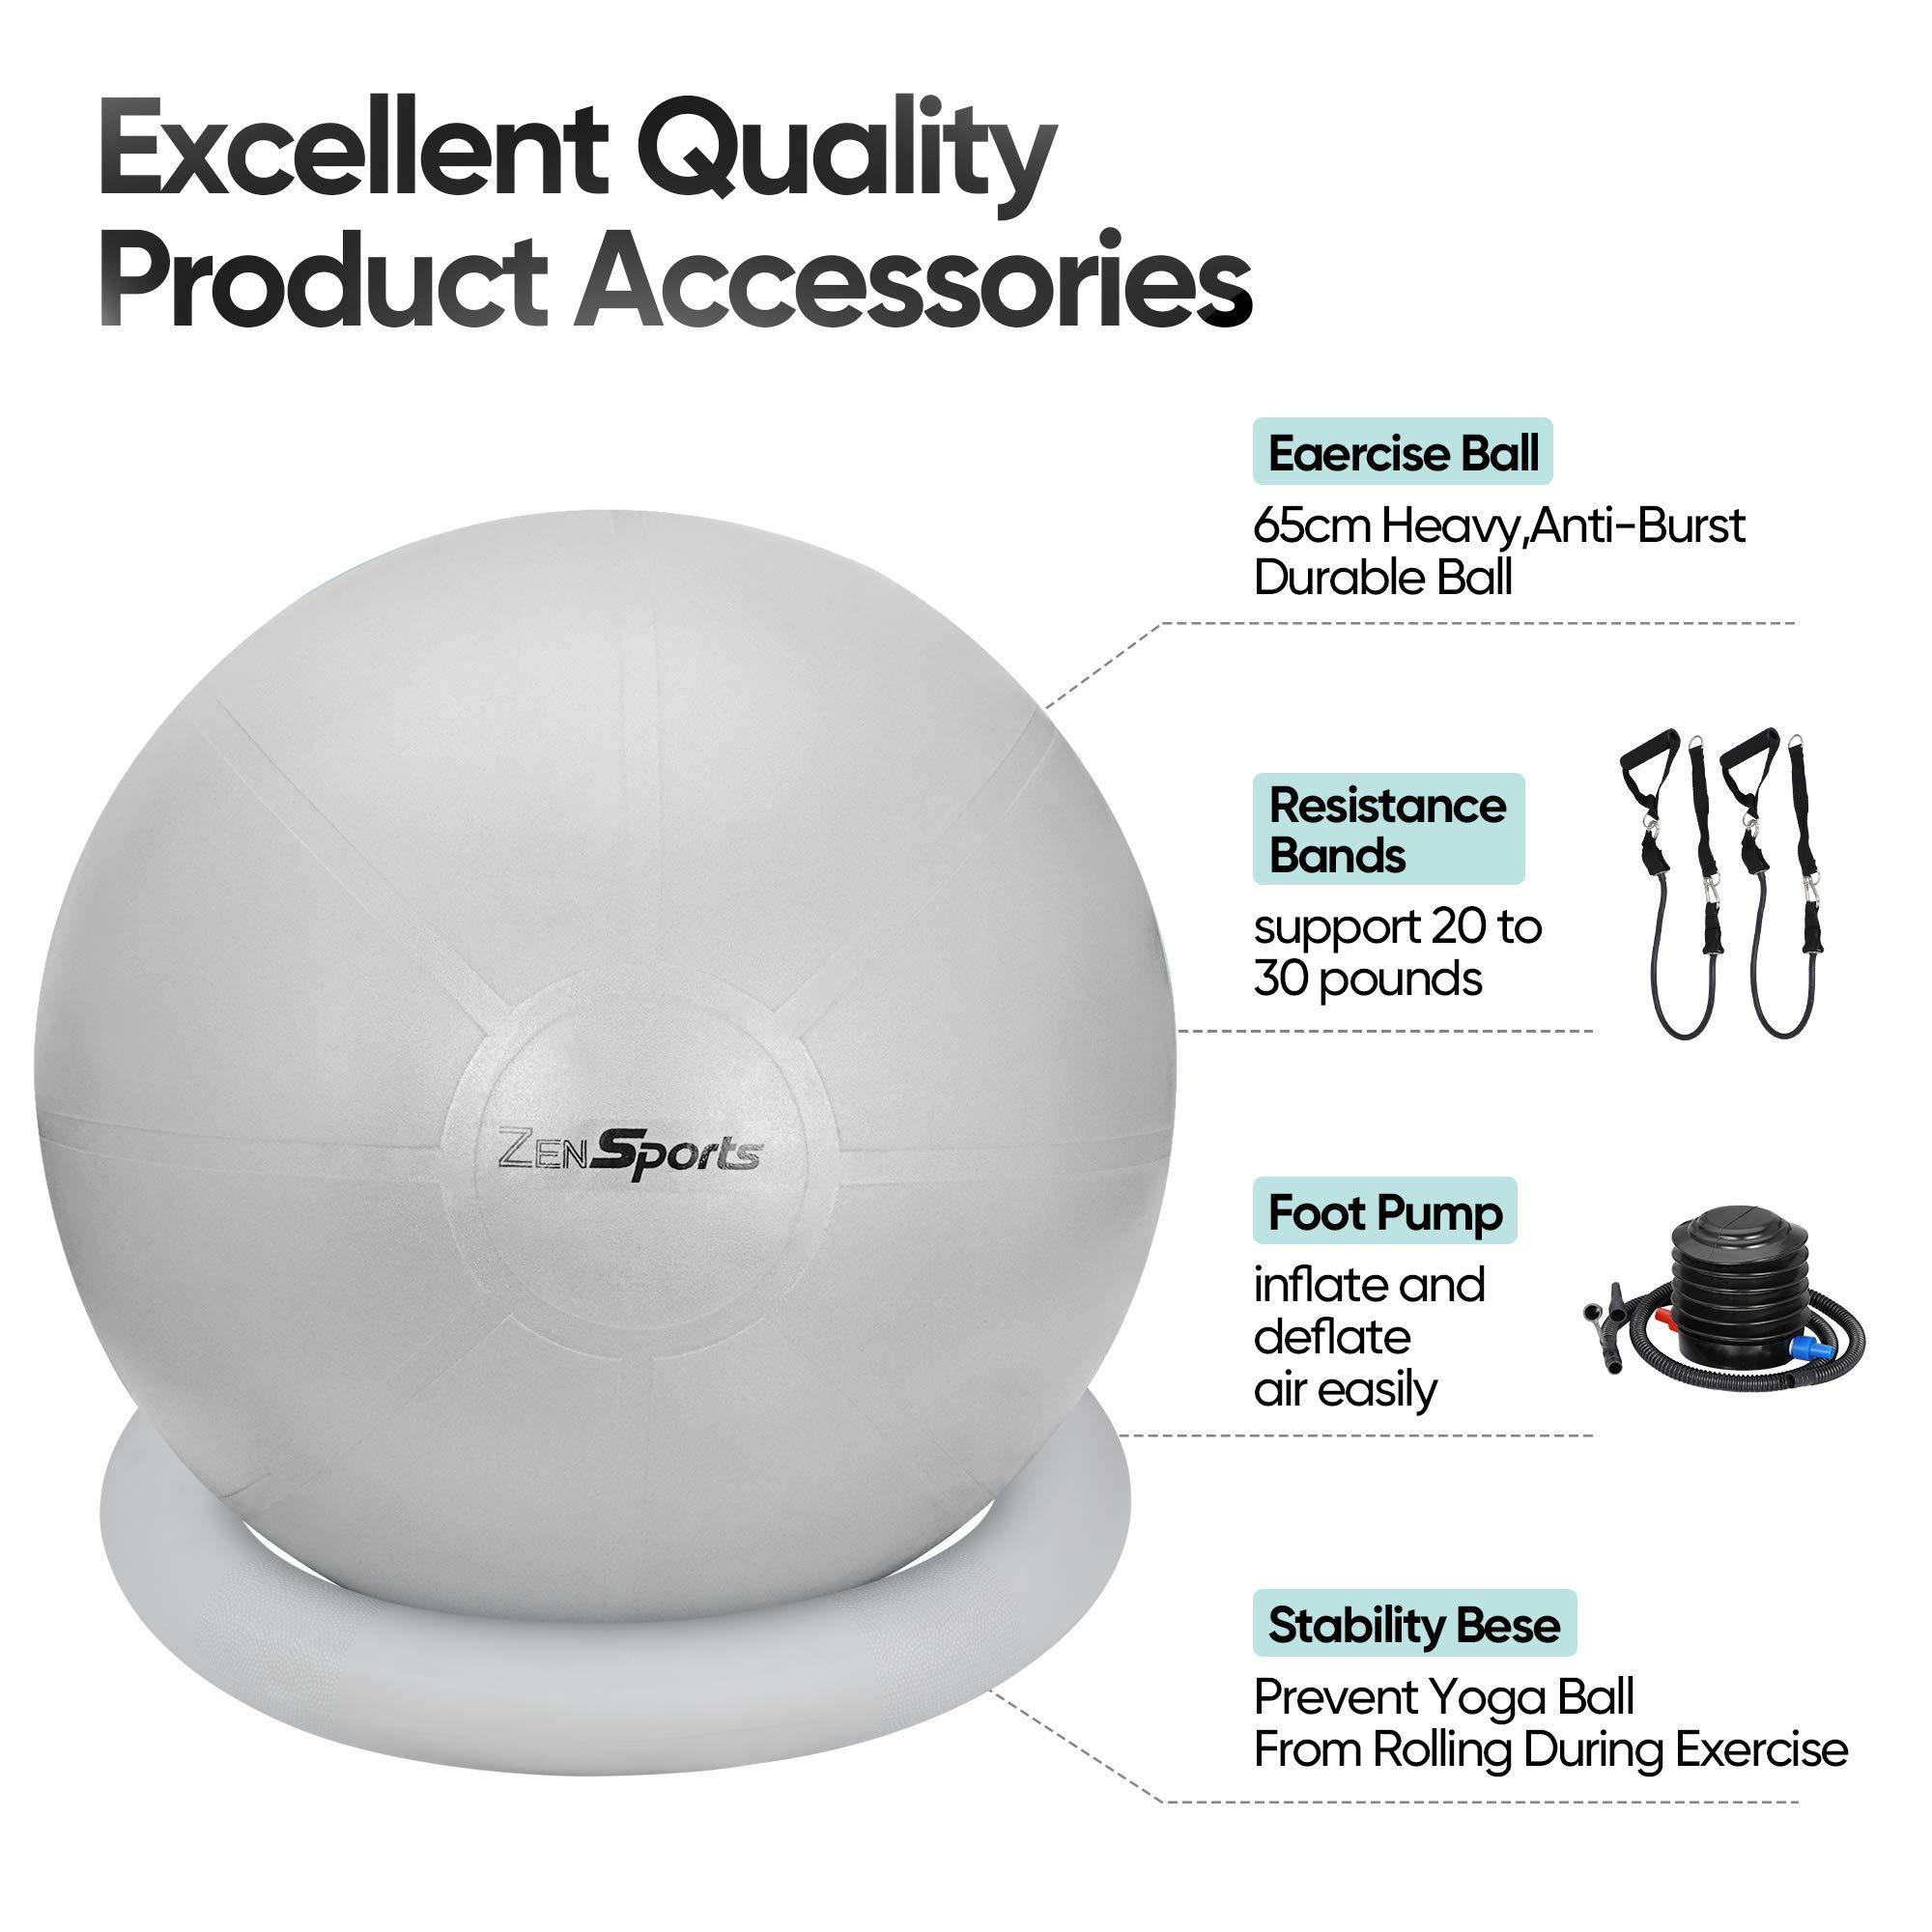 Excellent Quality
Product Accessories
Eaercise Ball
65cm Heavy,Anti-Burst
Durable Ball
Resistance
Bands
support 20 to
30 pounds
ZENSports
Foot Pump
inflate and
deflate
air easily
Stability Bese
Prevent Yoga Ball
From Rolling During Exercise